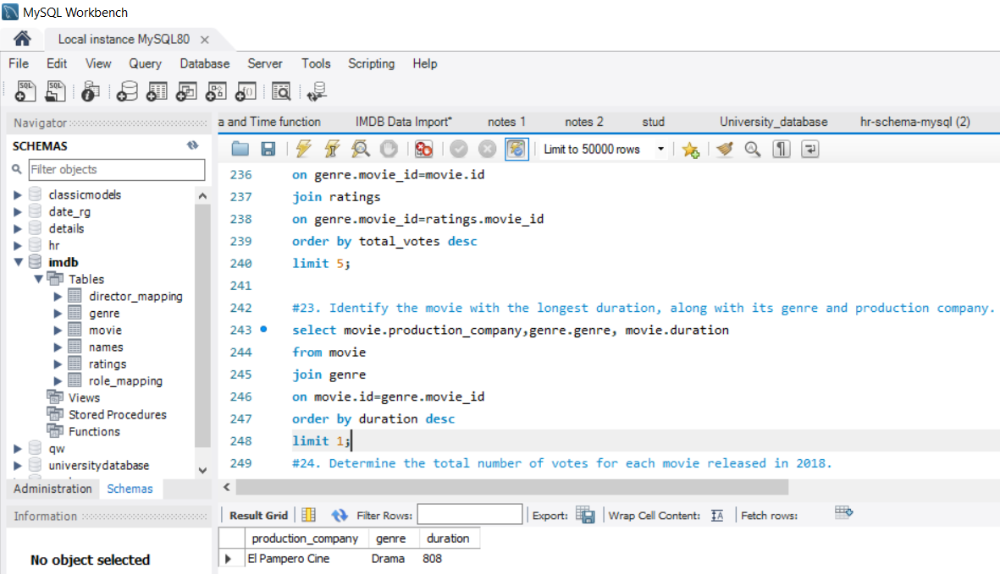 MySQL Workbench
Local instance MySQL80
File Edit View Query Database Server Tools Scripting Help
Navigator
SCHEMAS
Filter objects
classicmodels
date_rg
details
hr
imdb
Tables
director_mapping
genre
movie
names
ratings
role_mapping
Views
Stored Procedures
Functions
qw
universitydatabase
Administration Schemas
Information
No object selected
a and Time function IMDB Data Import* notes 1 notes 2 stud University_database hr-schema-mysql (2)
Limit to 50000 rows
236 on genre.movie_id=movie.id
237 join ratings
238 on genre.movie_id=ratings.movie_id
239 order by total_votes desc
240 limit 5;
241
242 #23. Identify the movie with the longest duration, along with its genre and production company.
243 select movie.production_company,genre.genre, movie.duration
244 from movie
245 join genre
246 on movie.id=genre.movie_id
247 order by duration desc
248 limit 1;
249 #24. Determine the total number of votes for each movie released in 2018.
Result Grid Filter Rows: Export: Wrap Cell Content: Fetch rows:
production_company genre duration
El Pampero Cine Drama 808